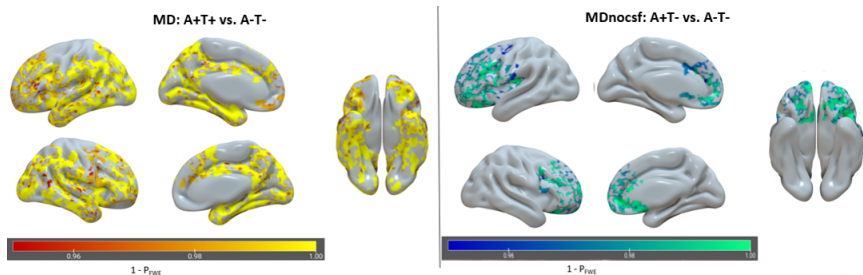 MD: A+T+ vs. A-T-
0.96 0.98 1.00
1 - PFWE
MDnocsf: A+T- vs. A-T-
0.96 0.98 1.00
1 - PFWE